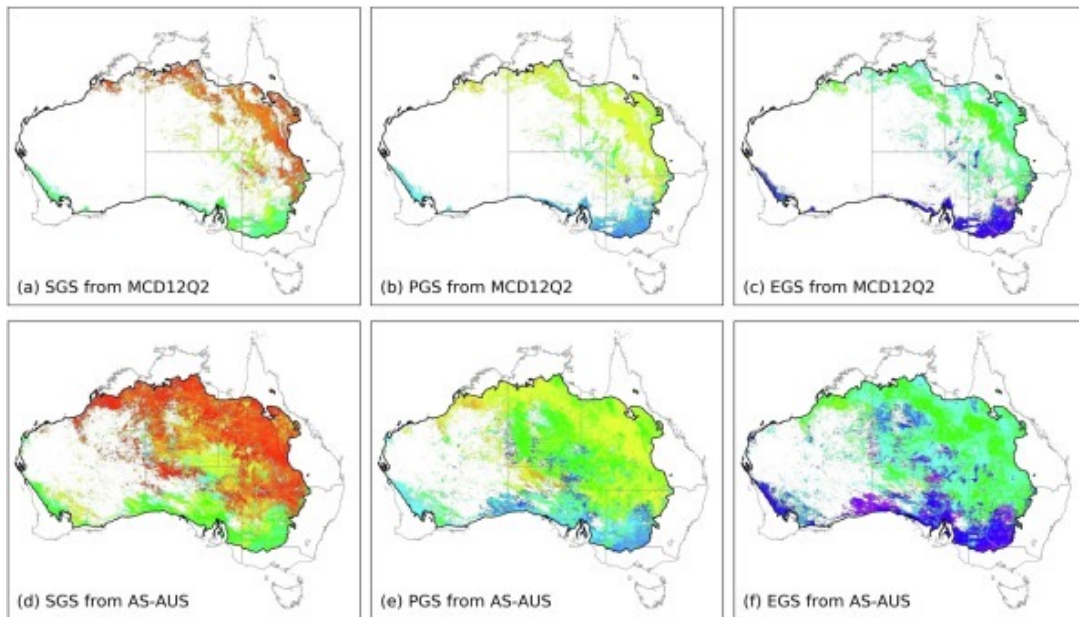 (a) SGS from MCD12Q2
(b) PGS from MCD12Q2
(c) EGS from MCD12Q2
(d) SGS from AS-AUS
(e) PGS from AS-AUS
(f) EGS from AS-AUS